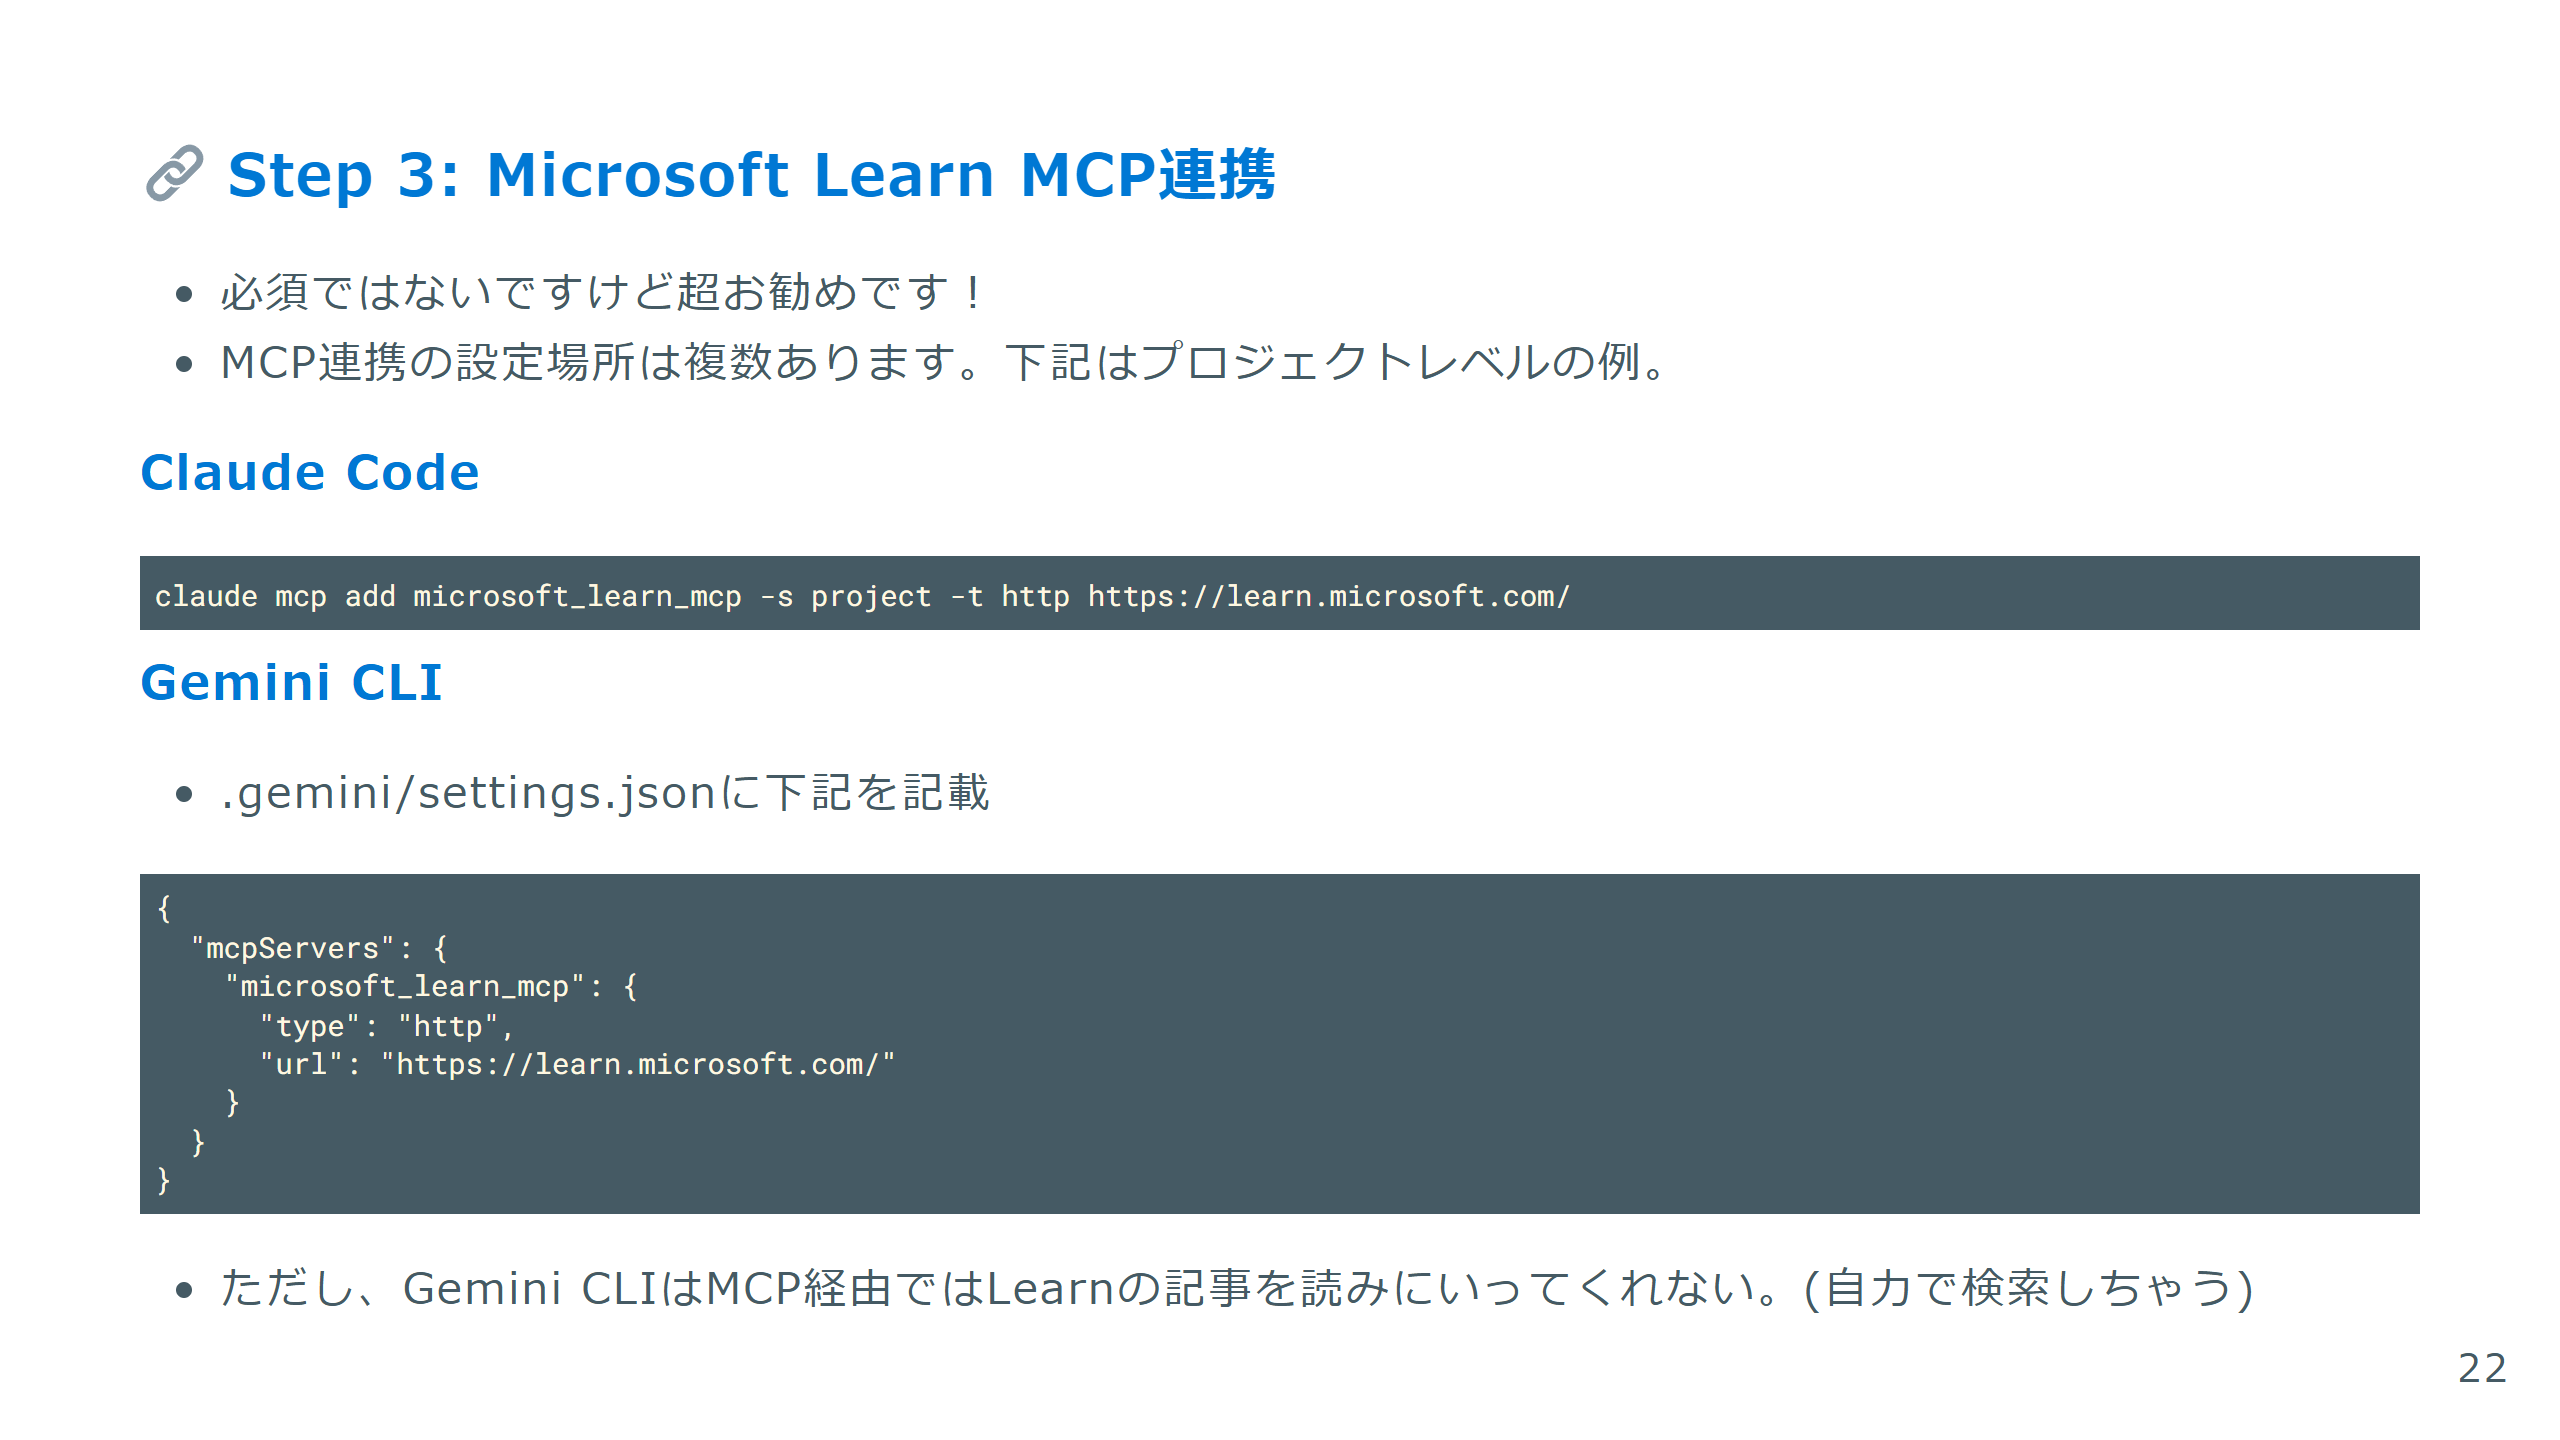 🔗 Step 3: Microsoft Learn MCP連携
• 必須ではないですけど超お勧めです！
• MCP連携の設定場所は複数あります。下記はプロジェクトレベルの例。
Claude Code
claude mcp add microsoft_learn_mcp -s project -t http https://learn.microsoft.com/
Gemini CLI
• .gemini/settings.jsonに下記を記載
{
  "mcpServers": {
    "microsoft_learn_mcp": {
      "type": "http",
      "url": "https://learn.microsoft.com/"
    }
  }
}
• ただし、Gemini CLIはMCP経由ではLearnの記事を読みにいってくれない。(自力で検索しちゃう)
22